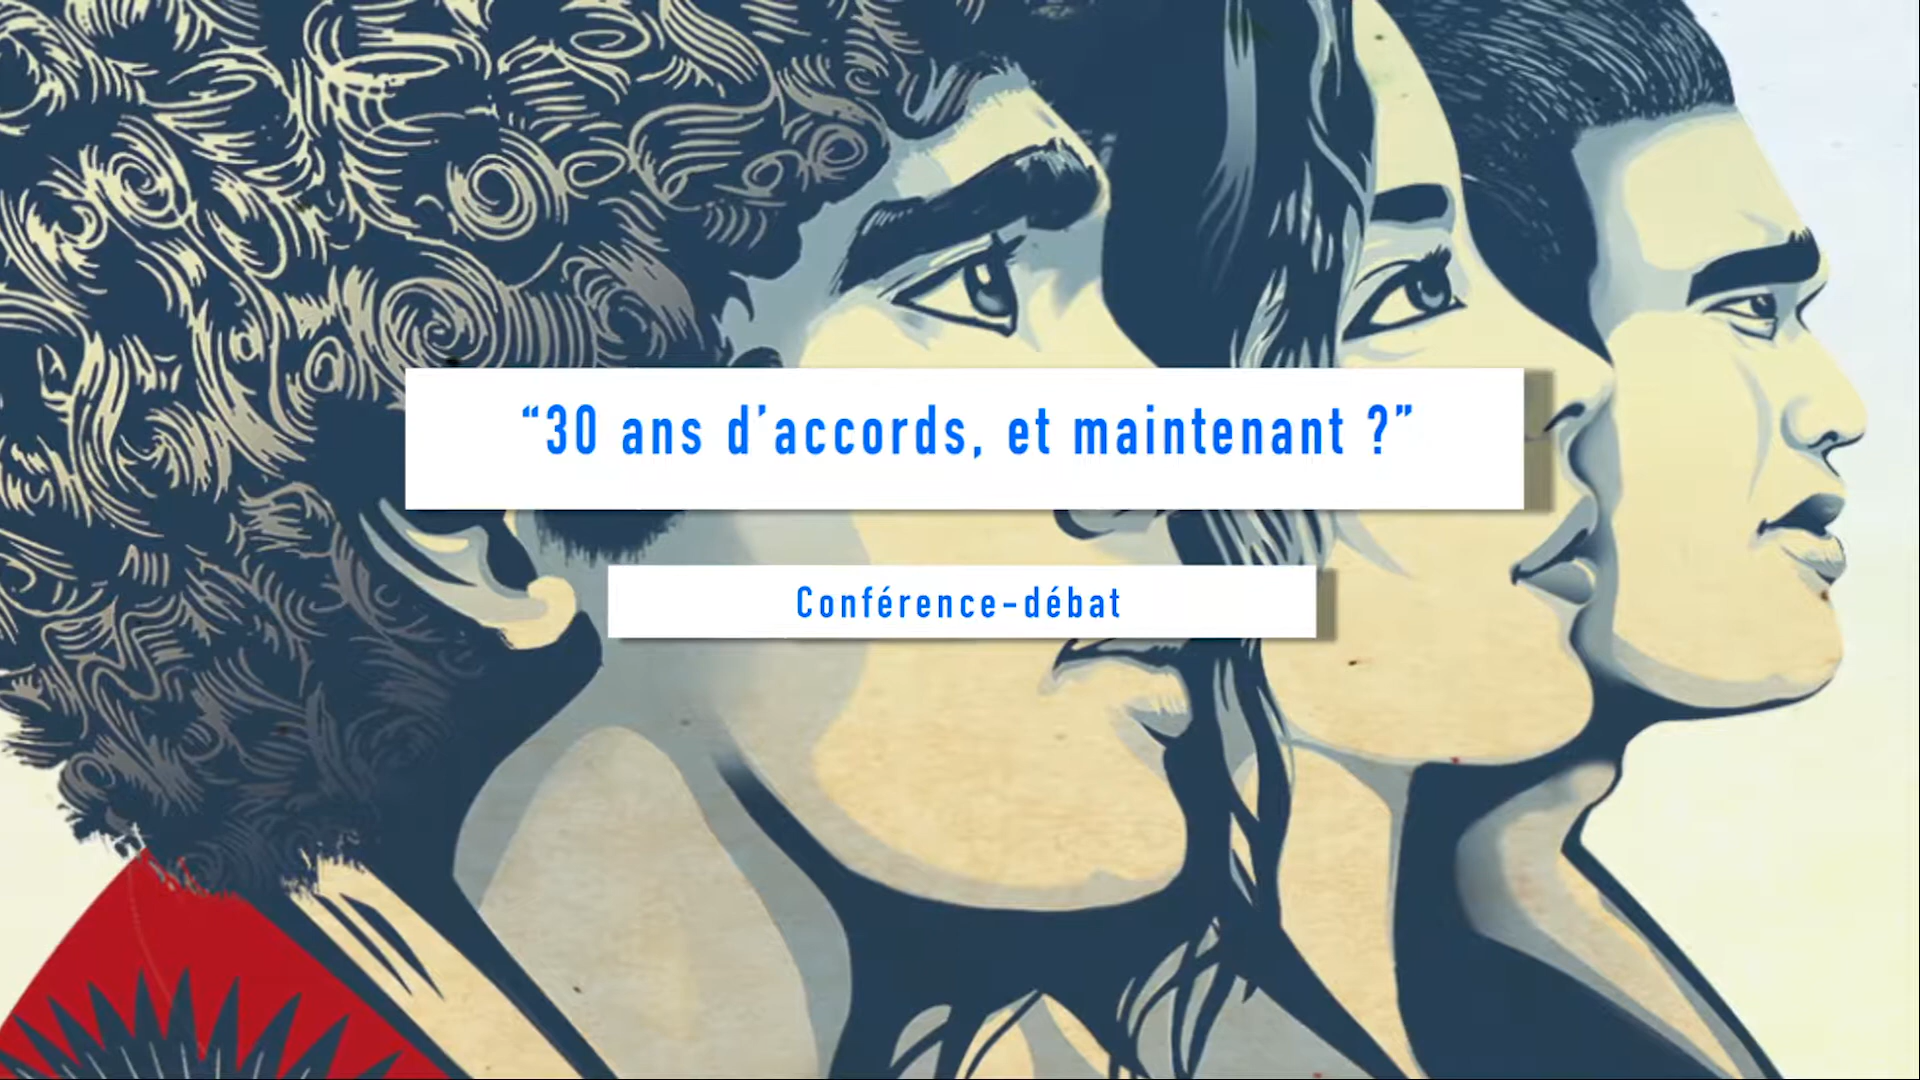 “30 ans d’accords, et maintenant ?”
Conférence-débat